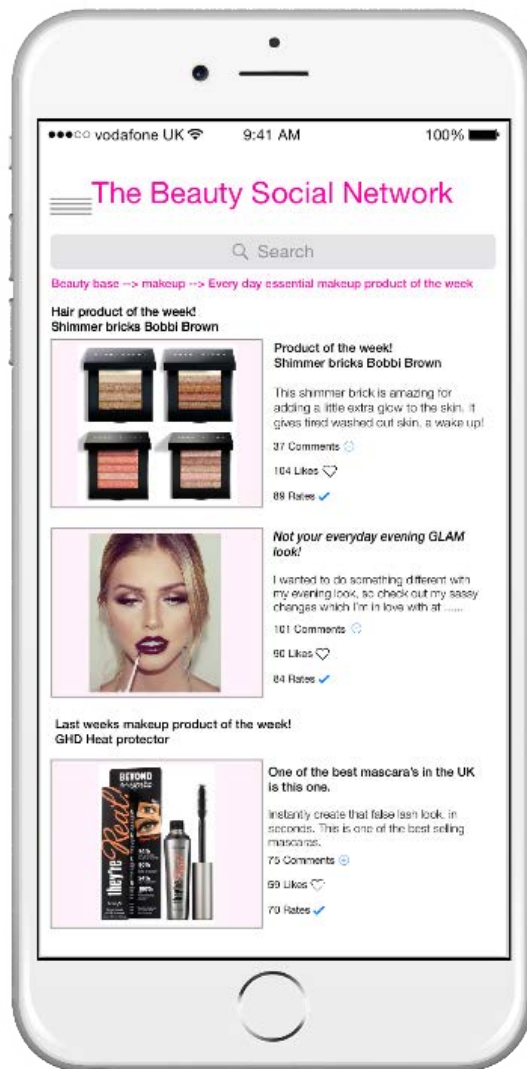 vodafone UK
9:41 AM
100%
The Beauty Social Network
Search
Beauty base --> makeup --> Every day essential makeup product of the week
Hair product of the week!
Shimmer bricks Bobbi Brown
Product of the week!
Shimmer bricks Bobbi Brown
This shimmer brick is amazing for
adding a little extra glow to the skin. It
gives tired washed out skin, a wake up!
37 Comments
104 Likes
89 Rates
Not your everyday evening GLAM
look!
I wanted to do something different with
my evening look, so check out my sassy
changes which I'm in love with at ......
101 Comments
90 Likes
84 Rates
Last weeks makeup product of the week!
GHD Heat protector
One of the best mascara's in the UK
is this one.
Instantly create that false lash look, in
seconds. This is one of the best selling
mascaras.
75 Comments
59 Likes
70 Rates
BEYOND
they're Real!